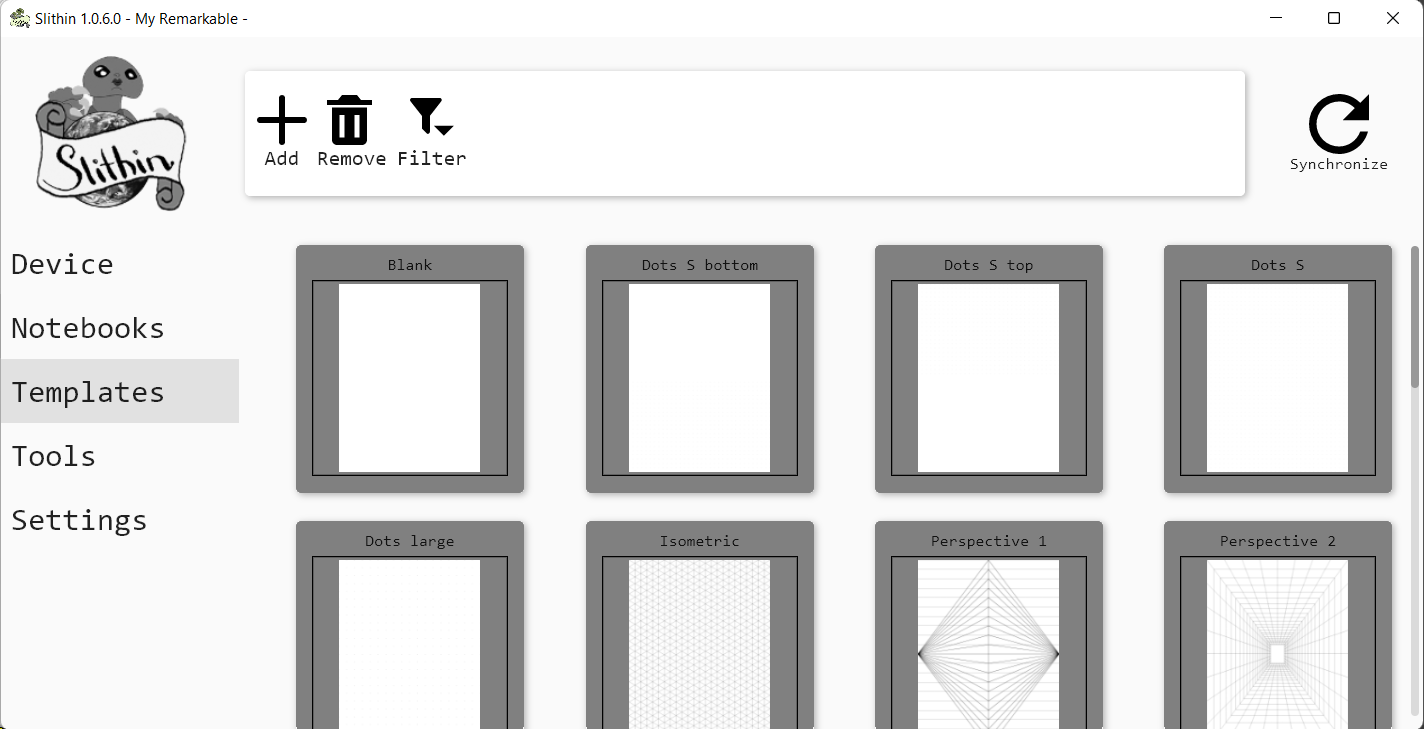 Slithin 1.0.6.0 - My Remarkable -
Slithin
Add Remove Filter
Synchronize
Device
Notebooks
Templates
Tools
Settings
Blank Dots S bottom Dots S top Dots S
Dots large Isometric Perspective 1 Perspective 2